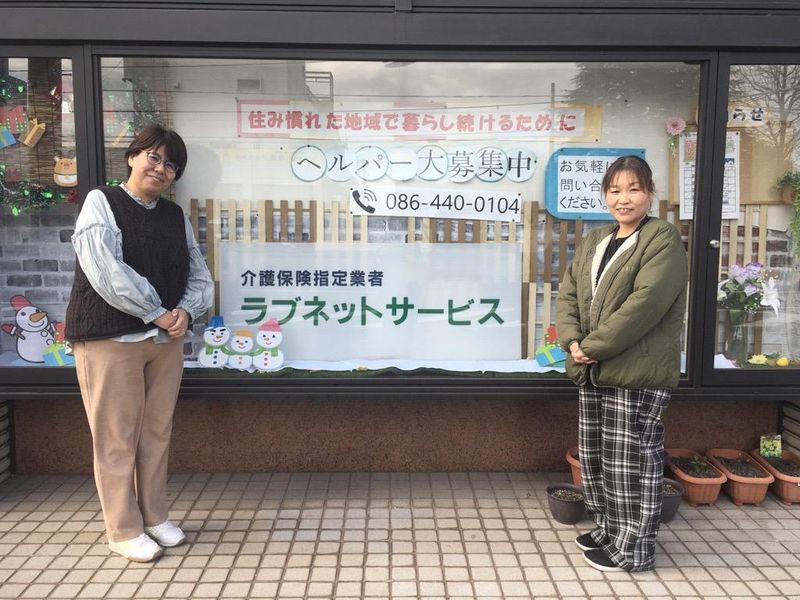 住み慣れた地域で暮らし続けるために
ヘルパー大募集中
086-440-0104
お気軽に
問い合
ください。
らせ
介護保険指定業者
ラブネットサービス